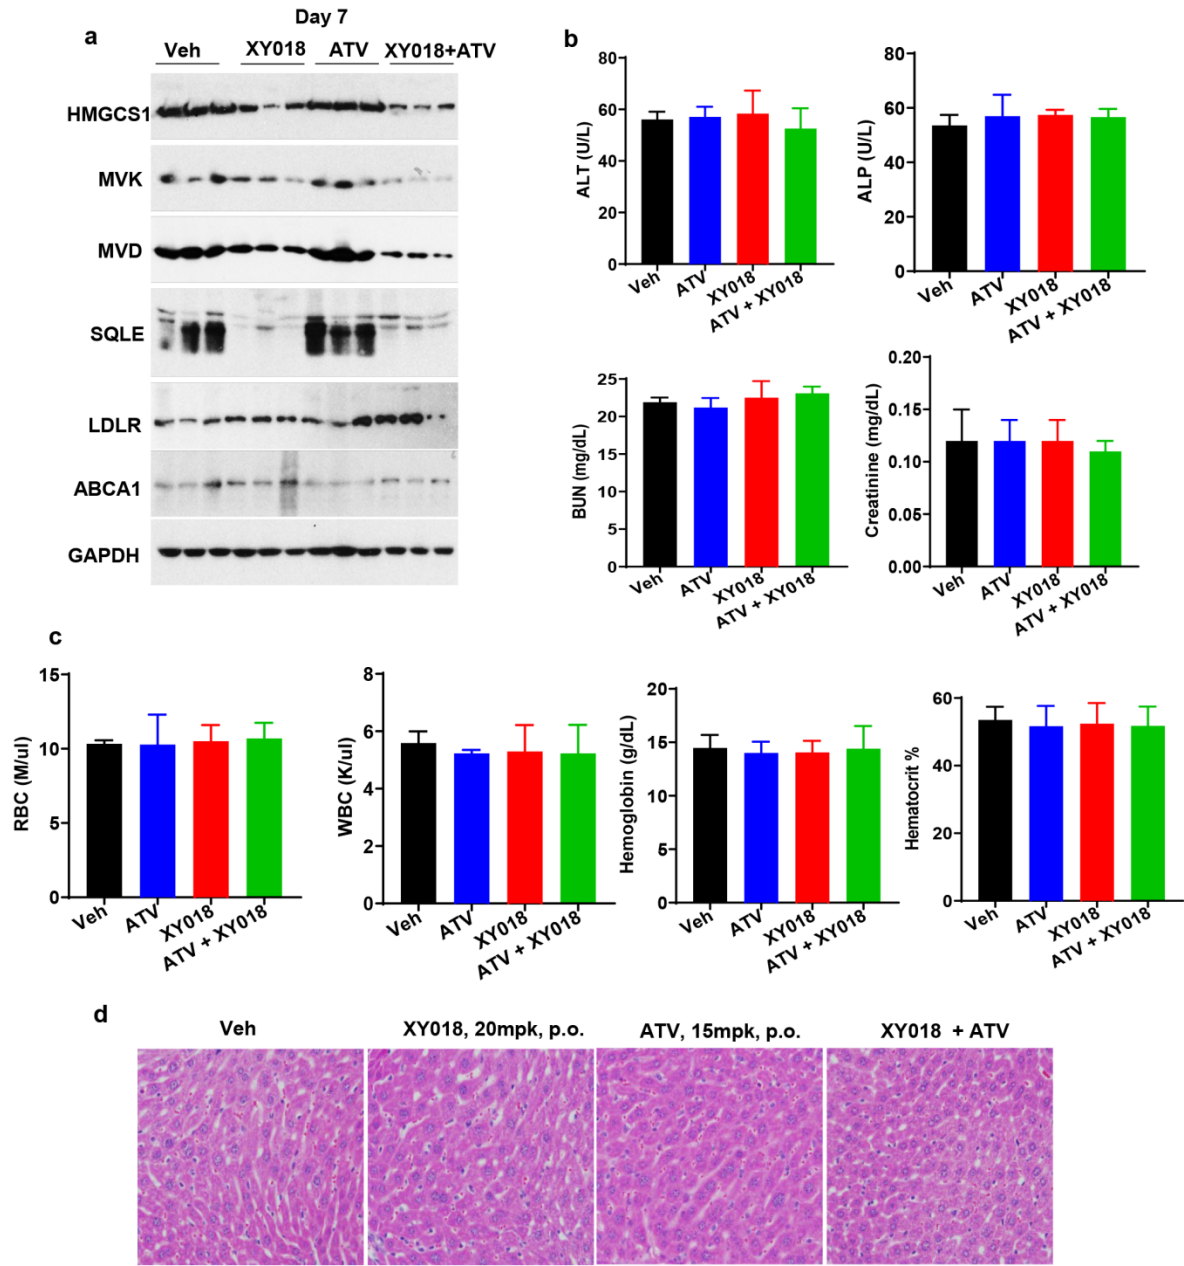 Day 7
a
Veh XY018 ATV XY018+ATV
HMGCS1
MVK
MVD
SQLE
LDLR
ABCA1
GAPDH
b
ALT (U/L)
80
60
40
20
0
Veh ATV XY018 ATV + XY018
ALP (U/L)
80
60
40
20
0
Veh ATV XY018 ATV + XY018
BUN (mg/dL)
25
20
15
10
5
0
Veh ATV XY018 ATV + XY018
Creatinine (mg/dL)
0.20
0.15
0.10
0.05
0.00
Veh ATV XY018 ATV + XY018
c
RBC (M/ul)
15
10
5
0
Veh ATV XY018 ATV + XY018
WBC (K/ul)
8
6
4
2
0
Veh ATV XY018 ATV + XY018
Hemoglobin (g/dL)
20
15
10
5
0
Veh ATV XY018 ATV + XY018
Hematocrit %
60
40
20
0
Veh ATV XY018 ATV + XY018
d
Veh XY018, 20mpk, p.o. ATV, 15mpk, p.o. XY018 + ATV